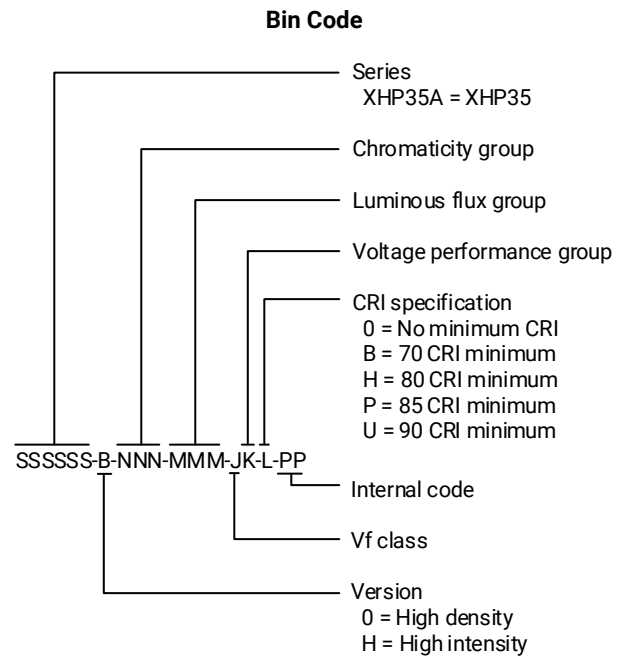 Bin Code
Series
XHP35A = XHP35
Chromaticity group
Luminous flux group
Voltage performance group
CRI specification
0 = No minimum CRI
B = 70 CRI minimum
H = 80 CRI minimum
P = 85 CRI minimum
U = 90 CRI minimum
SSSSSS-B-NNN-MMM-JK-L-PP
Internal code
Vf class
Version
0 = High density
H = High intensity